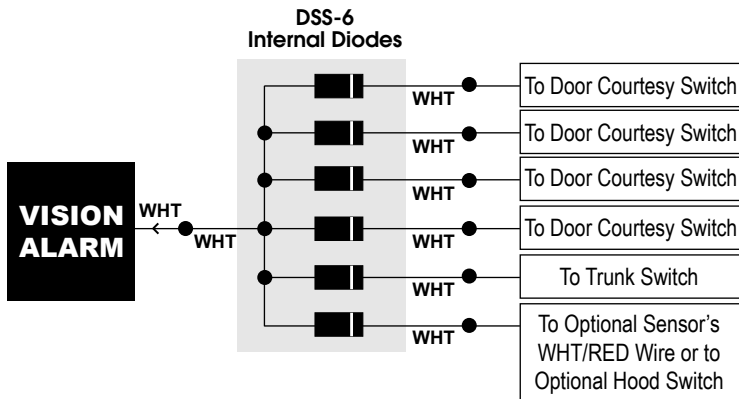 DSS-6
Internal Diodes
WHT
To Door Courtesy Switch
WHT
To Door Courtesy Switch
WHT
To Door Courtesy Switch
VISION
ALARM
WHT
WHT
WHT
To Door Courtesy Switch
WHT
To Trunk Switch
WHT
To Optional Sensor's
WHT/RED Wire or to
Optional Hood Switch